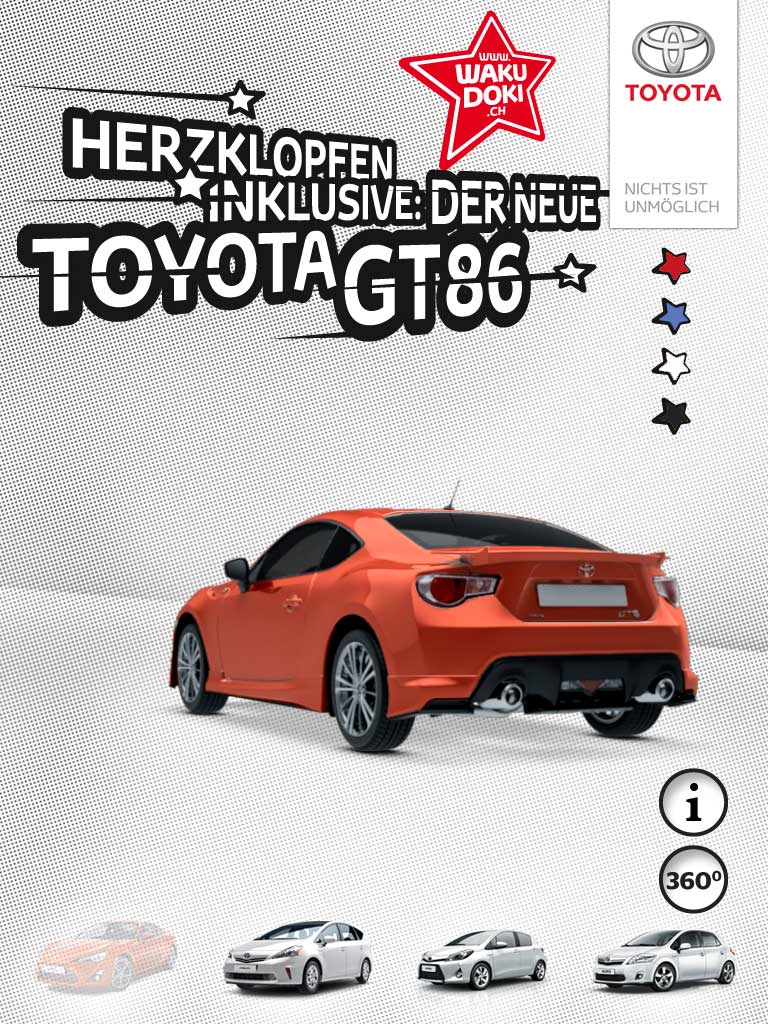 WWW.
WAKU
DOKI
.CH
TOYOTA
NICHTS IST
UNMÖGLICH
HERZKLOPFEN
INKLUSIVE: DER NEUE
TOYOTA GT86
i
360°